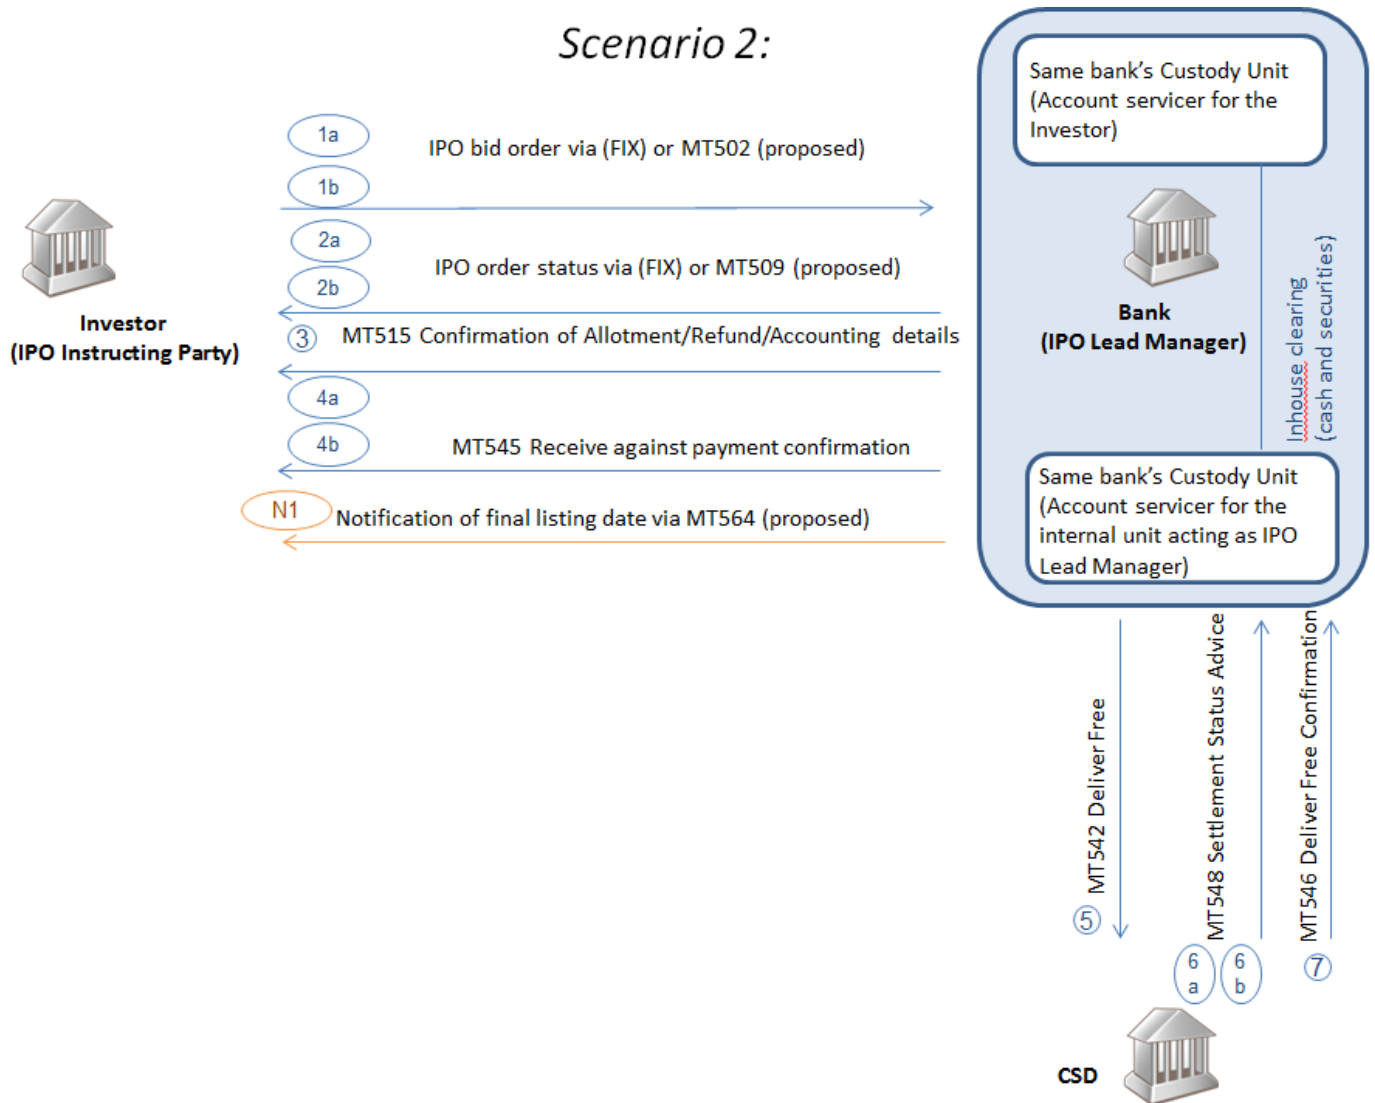 Scenario 2:
Same bank's Custody Unit
(Account servicer for the
Investor)
1a
IPO bid order via (FIX) or MT502 (proposed)
1b
2a
IPO order status via (FIX) or MT509 (proposed)
2b
Investor
(IPO Instructing Party)
3
MT515 Confirmation of Allotment/Refund/Accounting details
Bank
(IPO Lead Manager)
Inhouse clearing
(cash and securities)
4a
4b
MT545 Receive against payment confirmation
N1
Notification of final listing date via MT564 (proposed)
Same bank's Custody Unit
(Account servicer for the
internal unit acting as IPO
Lead Manager)
MT542 Deliver Free
5
MT548 Settlement Status Advice
6
a
6
b
MT546 Deliver Free Confirmation
7
CSD